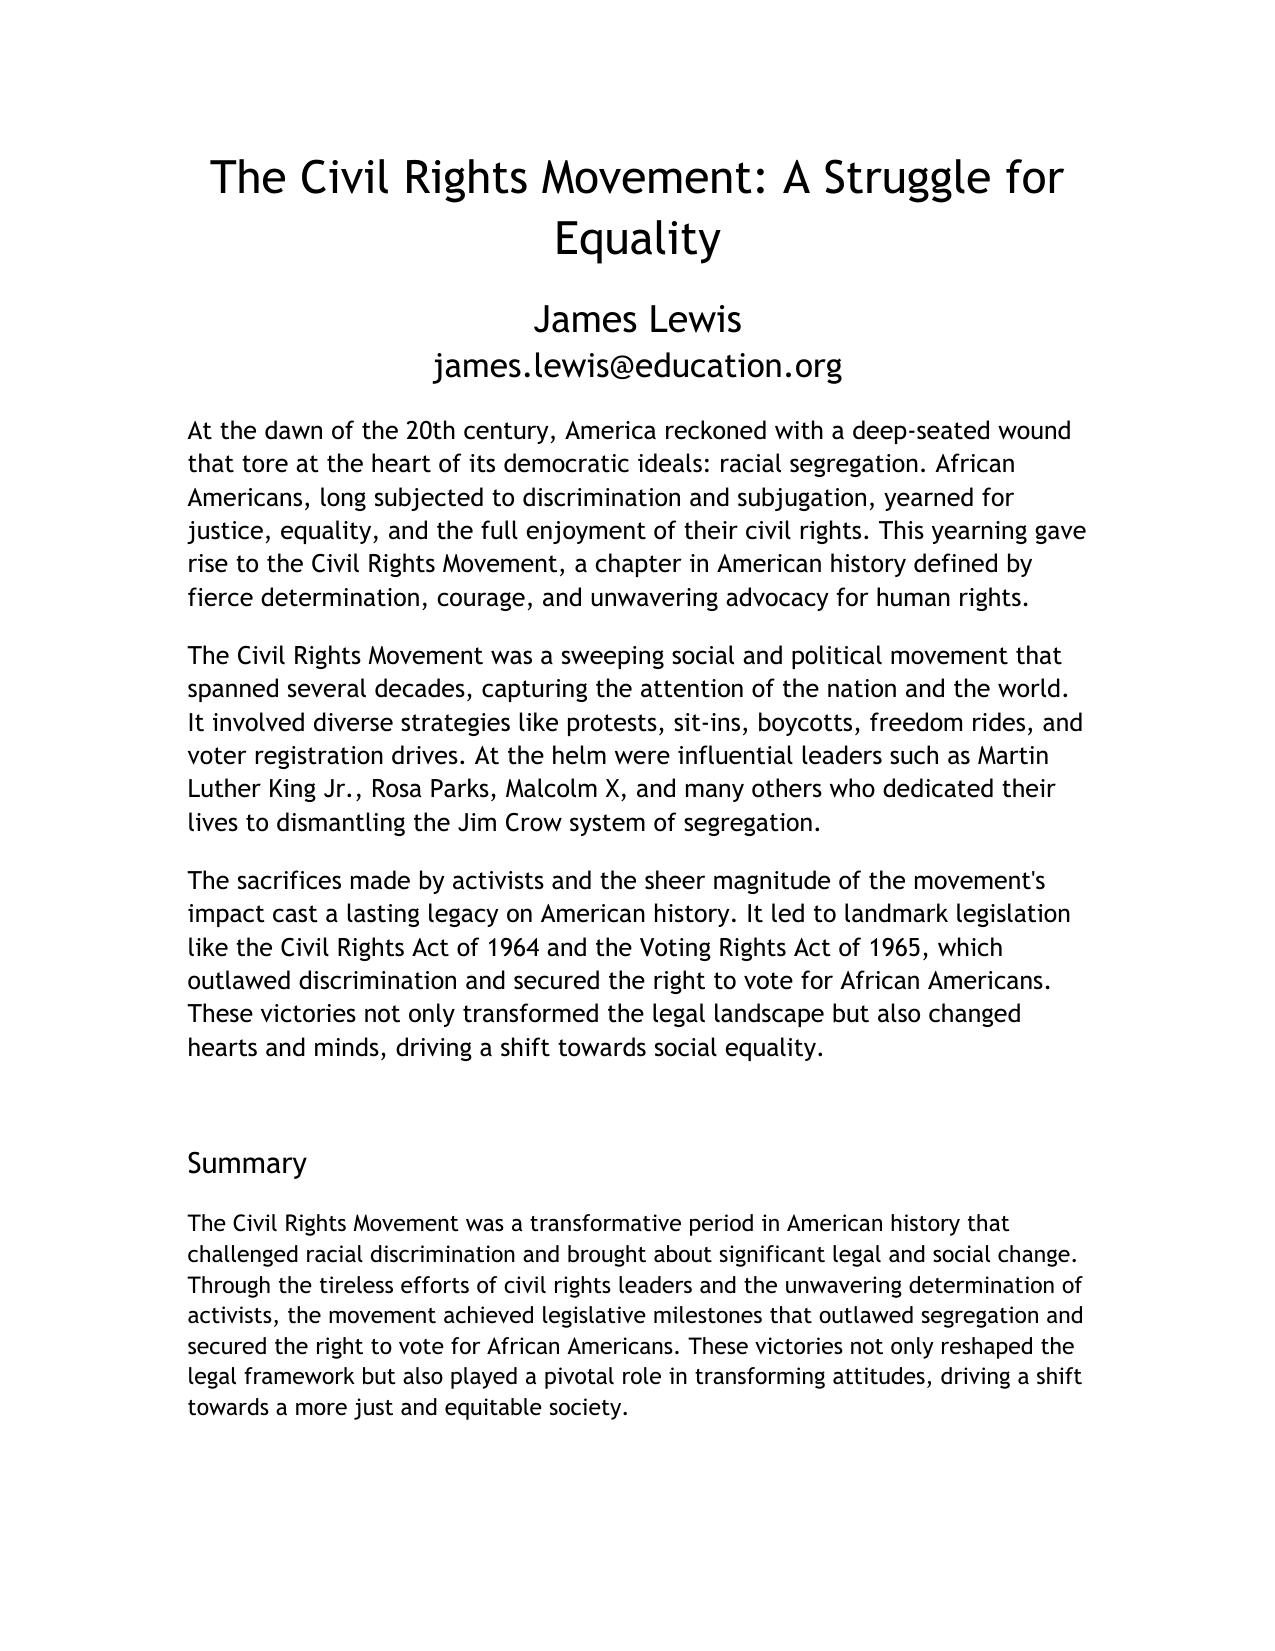 The Civil Rights Movement: A Struggle for
Equality
James Lewis
james.lewis@education.org
At the dawn of the 20th century, America reckoned with a deep-seated wound
that tore at the heart of its democratic ideals: racial segregation. African
Americans, long subjected to discrimination and subjugation, yearned for
justice, equality, and the full enjoyment of their civil rights. This yearning gave
rise to the Civil Rights Movement, a chapter in American history defined by
fierce determination, courage, and unwavering advocacy for human rights.
The Civil Rights Movement was a sweeping social and political movement that
spanned several decades, capturing the attention of the nation and the world.
It involved diverse strategies like protests, sit-ins, boycotts, freedom rides, and
voter registration drives. At the helm were influential leaders such as Martin
Luther King Jr., Rosa Parks, Malcolm X, and many others who dedicated their
lives to dismantling the Jim Crow system of segregation.
The sacrifices made by activists and the sheer magnitude of the movement's
impact cast a lasting legacy on American history. It led to landmark legislation
like the Civil Rights Act of 1964 and the Voting Rights Act of 1965, which
outlawed discrimination and secured the right to vote for African Americans.
These victories not only transformed the legal landscape but also changed
hearts and minds, driving a shift towards social equality.
Summary
The Civil Rights Movement was a transformative period in American history that
challenged racial discrimination and brought about significant legal and social change.
Through the tireless efforts of civil rights leaders and the unwavering determination of
activists, the movement achieved legislative milestones that outlawed segregation and
secured the right to vote for African Americans. These victories not only reshaped the
legal framework but also played a pivotal role in transforming attitudes, driving a shift
towards a more just and equitable society.